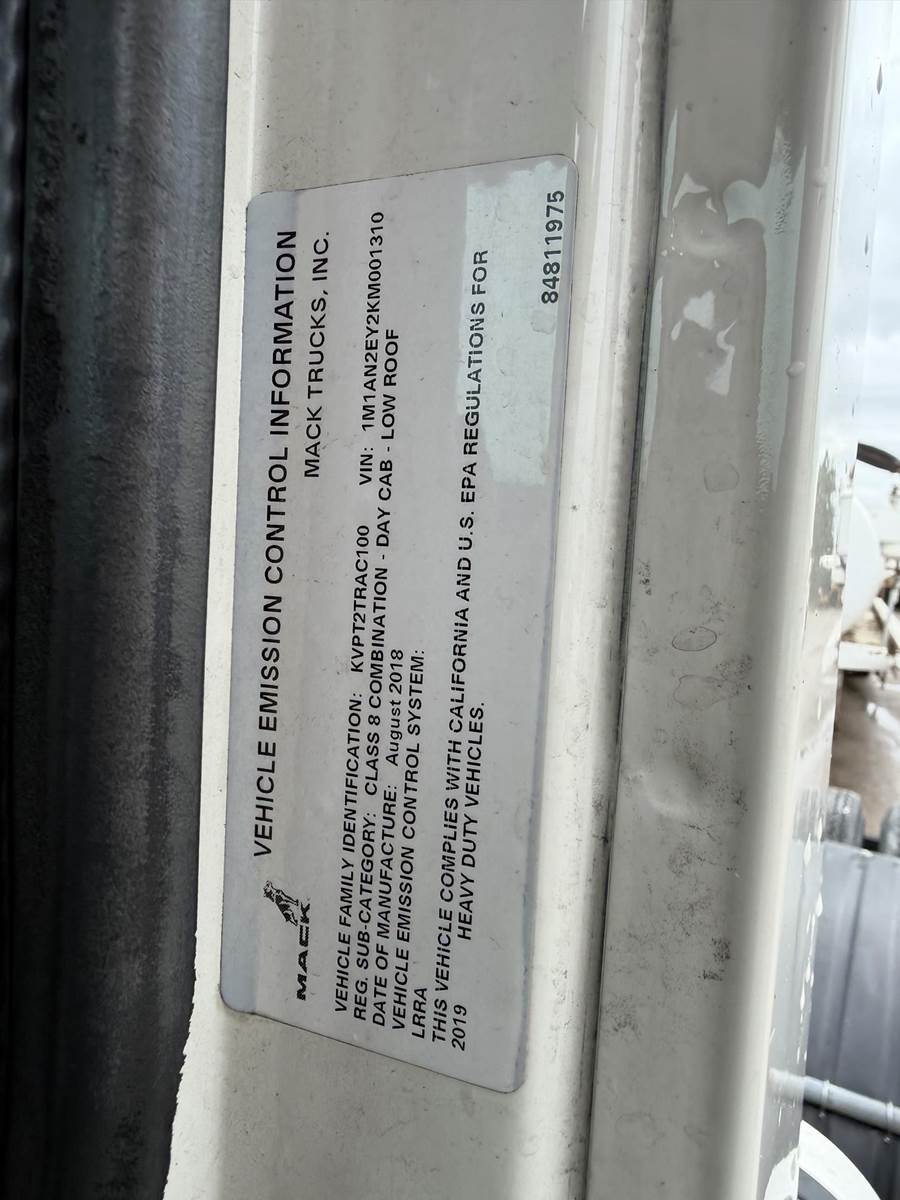 MACK
VEHICLE EMISSION CONTROL INFORMATION
MACK TRUCKS, INC.
VEHICLE FAMILY IDENTIFICATION: KVPT2TRAC100 VIN: 1M1AN2EY2KM001310
REG. SUB-CATEGORY: CLASS 8 COMBINATION - DAY CAB - LOW ROOF
DATE OF MANUFACTURE: August 2018
VEHICLE EMISSION CONTROL SYSTEM:
LRRA
THIS VEHICLE COMPLIES WITH CALIFORNIA AND U.S. EPA REGULATIONS FOR
2019 HEAVY DUTY VEHICLES.
84811975